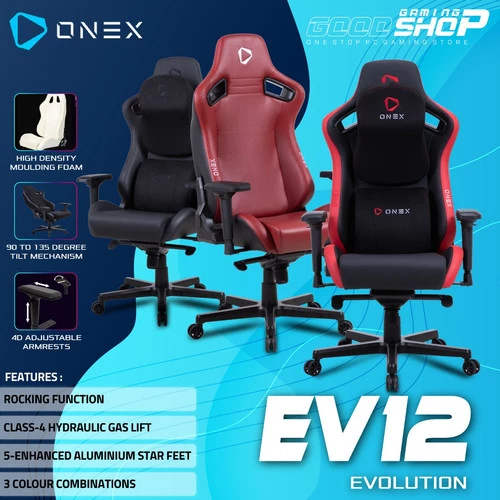 ONEX
GAMING
GOOD SHOP
ONE STOP PC GAMING STORE
HIGH DENSITY
MOULDING FOAM
90 TO 135 DEGREE
TILT MECHANISM
4D ADJUSTABLE
ARMRESTS
ONEX
ONEX
ONEX
FEATURES :
ROCKING FUNCTION
CLASS-4 HYDRAULIC GAS LIFT
5-ENHANCED ALUMINIUM STAR FEET
3 COLOUR COMBINATIONS
EV12
EVOLUTION